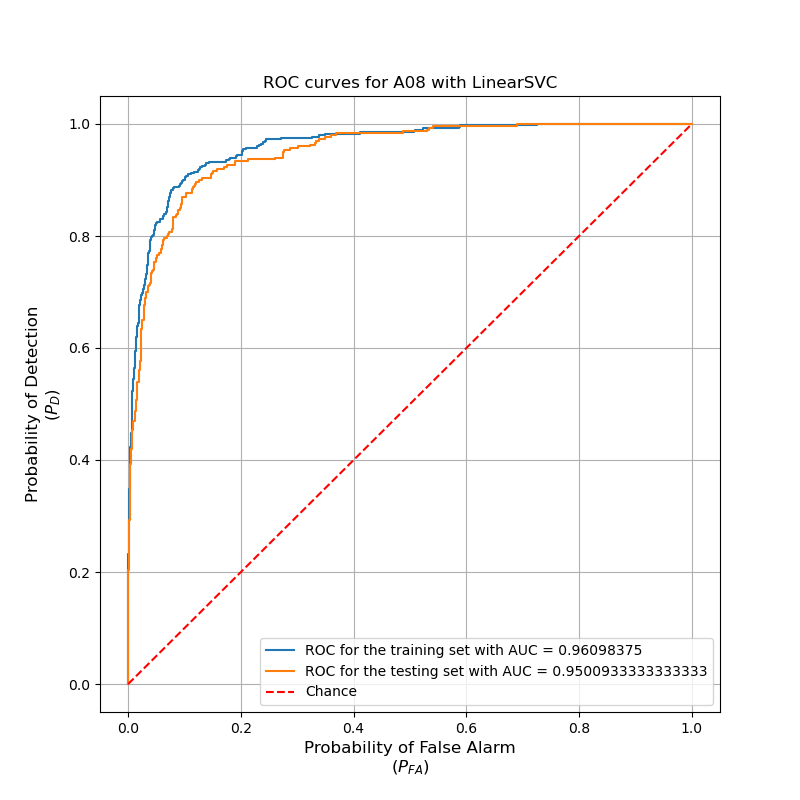 ROC curves for A08 with LinearSVC
1.0
0.8
0.6
0.4
0.2
0.0
Probability of Detection
(P_D)
ROC for the training set with AUC = 0.96098375
ROC for the testing set with AUC = 0.9500933333333333
Chance
0.0 0.2 0.4 0.6 0.8 1.0
Probability of False Alarm
(P_{FA})